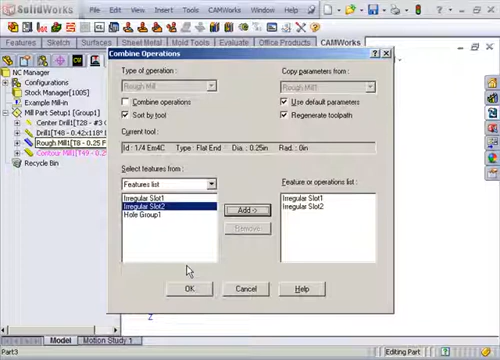 SolidWorks
Edit
View
Insert
Tools
CAMWorks
Features
Sketch
Surfaces
Mold Tools
Evaluate
Office Products
CAMWorks
NC Manager
Configurations
Stock Manager [1005]
Example Mill-in
Mill Part Setup1 [Group1]
Center Drill1[T28 - #3 C
Drill1[T48 - 0.42x118°
Rough Mill1[T8 - 0.25 F
Contour Mill1[T49 - 0.
Recycle Bin
Combine Operations
Type of operation :
Rough Mill
Combine operations
Sort by tool
Copy parameters from :
Rough Mill1
Use default parameters
Regenerate toolpath
Current tool :
Id : 1/4 Em4C Type : Flat End Dia. : 0.25in Rad. : 0in
Select features from :
Features list
Irregular Slot1
Irregular Slot2
Hole Group1
Add ->
Remove
Feature or operations list :
Irregular Slot1
Irregular Slot2
OK
Cancel
Help
Z
Model
Motion Study 1
Part3
Editing Part